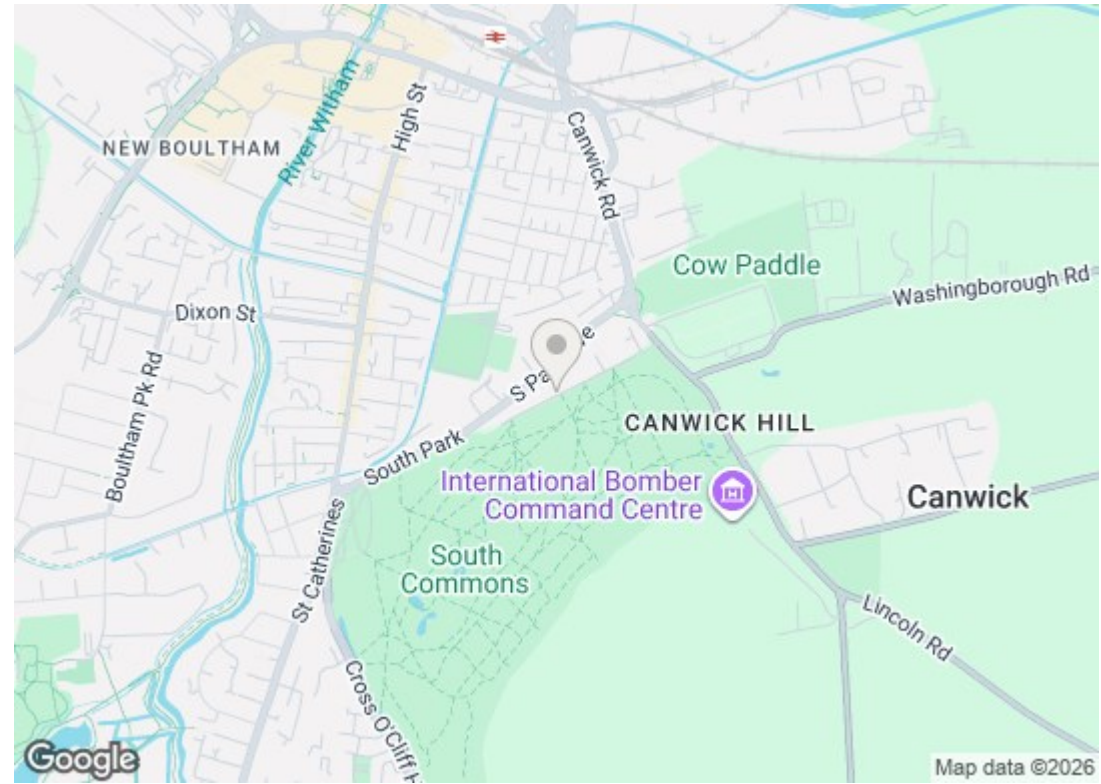 River Witham
High St
NEW BOULTHAM
Canwick Rd
Cow Paddle
Washingborough Rd
Dixon St
Boultham Pk Rd
South Park
CANWICK HILL
International Bomber
Command Centre
Canwick
St Catherines
South
Commons
Lincoln Rd
Cross O'Cliff H
Google
Map data ©2026